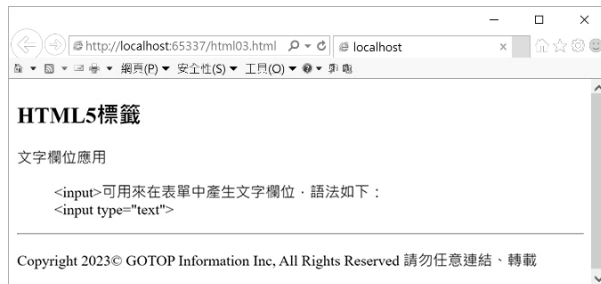 http://localhost:65337/html03.html
localhost
網頁(P) 安全性(S) 工具(O)
HTML5標籤
文字欄位應用
<input>可用來在表單中產生文字欄位，語法如下：
<input type="text">
Copyright 2023© GOTOP Information Inc, All Rights Reserved 請勿任意連結、轉載